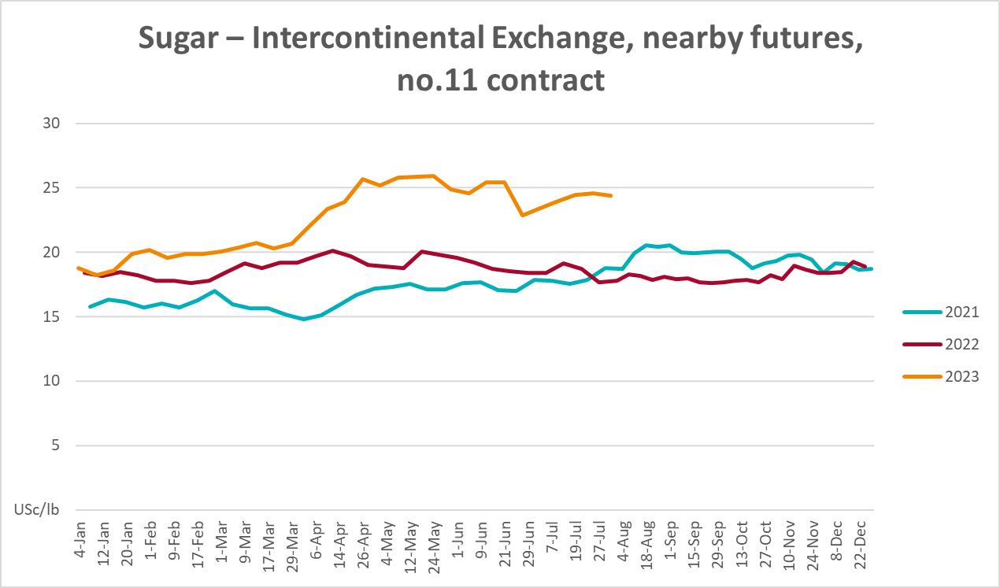 Sugar – Intercontinental Exchange, nearby futures,
no.11 contract
30
25
20
15
10
5
USc/lb
4-Jan
12-Jan
20-Jan
1-Feb
9-Feb
17-Feb
1-Mar
9-Mar
17-Mar
29-Mar
6-Apr
14-Apr
26-Apr
4-May
12-May
24-May
1-Jun
9-Jun
21-Jun
29-Jun
7-Jul
19-Jul
27-Jul
4-Aug
18-Aug
1-Sep
15-Sep
29-Sep
13-Oct
27-Oct
10-Nov
24-Nov
8-Dec
22-Dec
2021
2022
2023